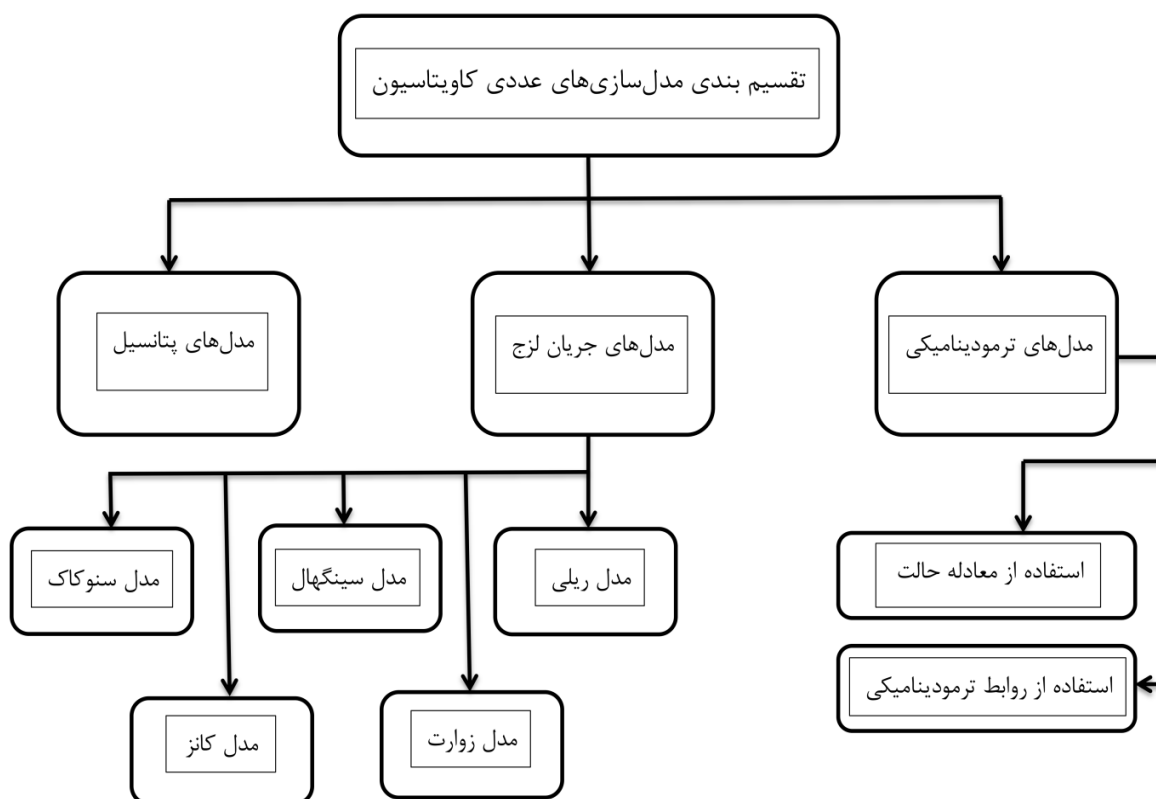 تقسیم بندی مدل‌سازی‌های عددی کاویتاسیون
مدل‌های ترمودینامیکی
مدل‌های جریان لزج
مدل‌های پتانسیل
استفاده از معادله حالت
استفاده از روابط ترمودینامیکی
مدل ریلی
مدل سینگهال
مدل سنوکاک
مدل زوارت
مدل کانز